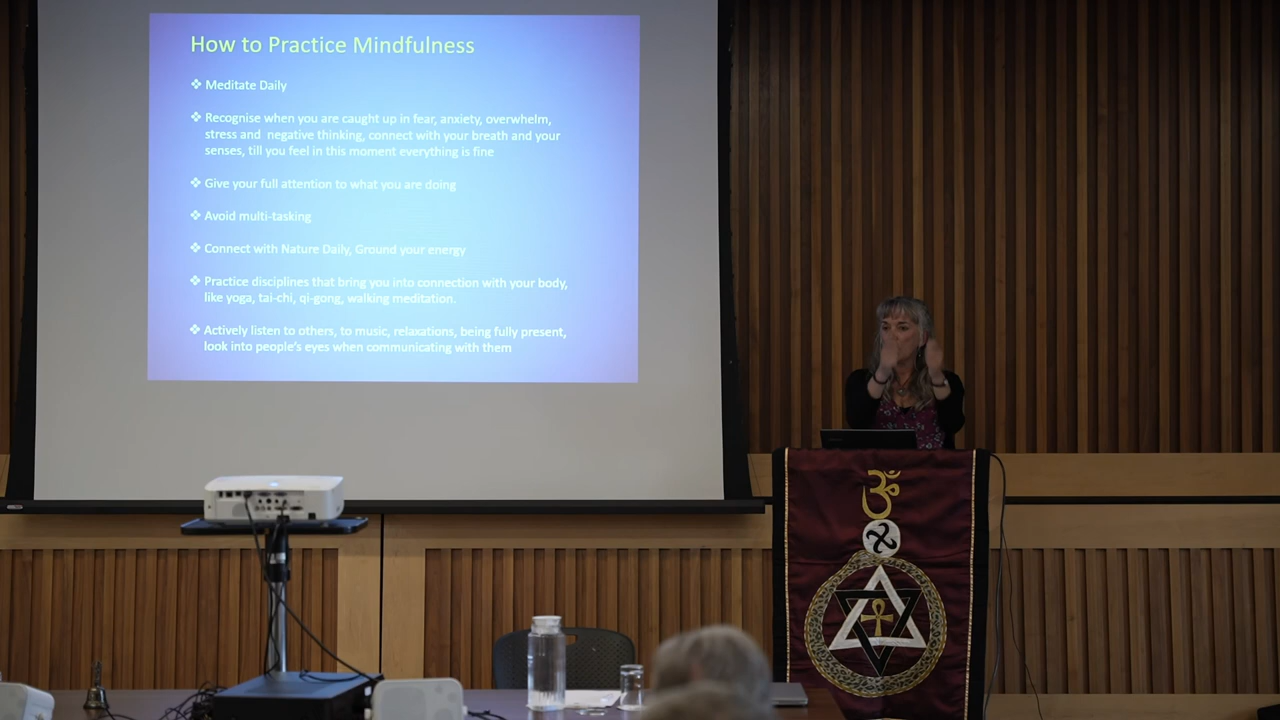 How to Practice Mindfulness
❖ Meditate Daily
❖ Recognise when you are caught up in fear, anxiety, overwhelm,
stress and negative thinking, connect with your breath and your
senses, till you feel in this moment everything is fine
❖ Give your full attention to what you are doing
❖ Avoid multi-tasking
❖ Connect with Nature Daily, Ground your energy
❖ Practice disciplines that bring you into connection with your body,
like yoga, tai-chi, qi-gong, walking meditation.
❖ Actively listen to others, to music, relaxations, being fully present,
look into people's eyes when communicating with them
ॐ